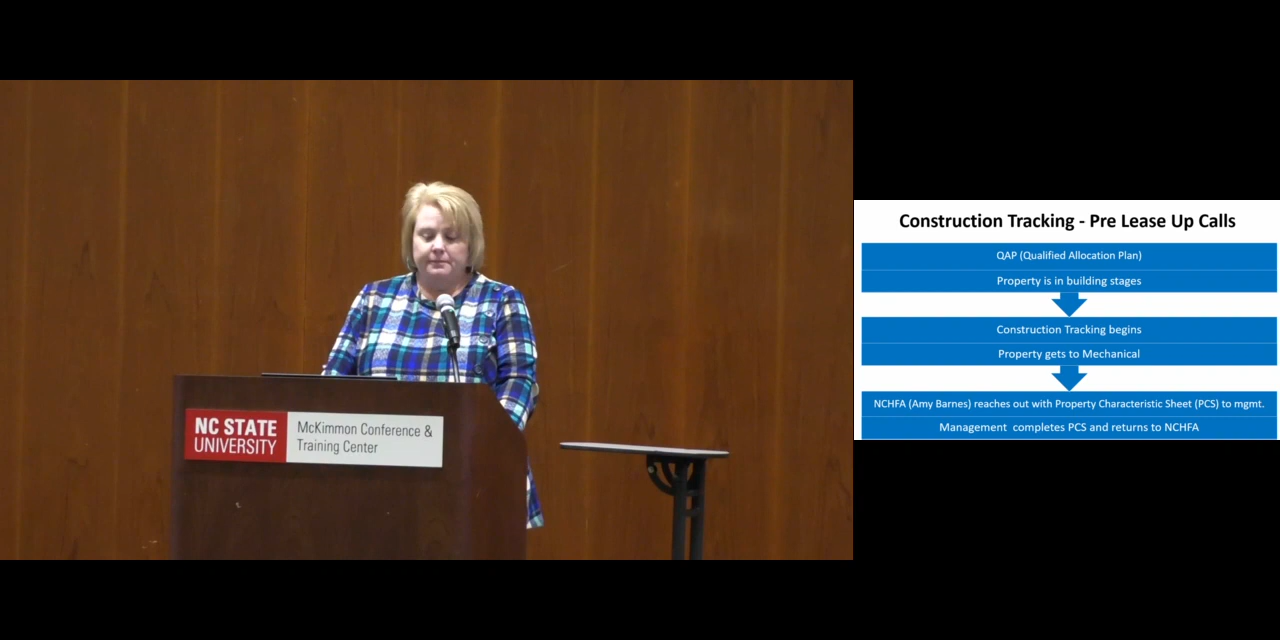 NC STATE
UNIVERSITY
McKimmon Conference &
Training Center
Construction Tracking - Pre Lease Up Calls
QAP (Qualified Allocation Plan)
Property is in building stages
Construction Tracking begins
Property gets to Mechanical
NCHFA (Amy Barnes) reaches out with Property Characteristic Sheet (PCS) to mgmt.
Management completes PCS and returns to NCHFA